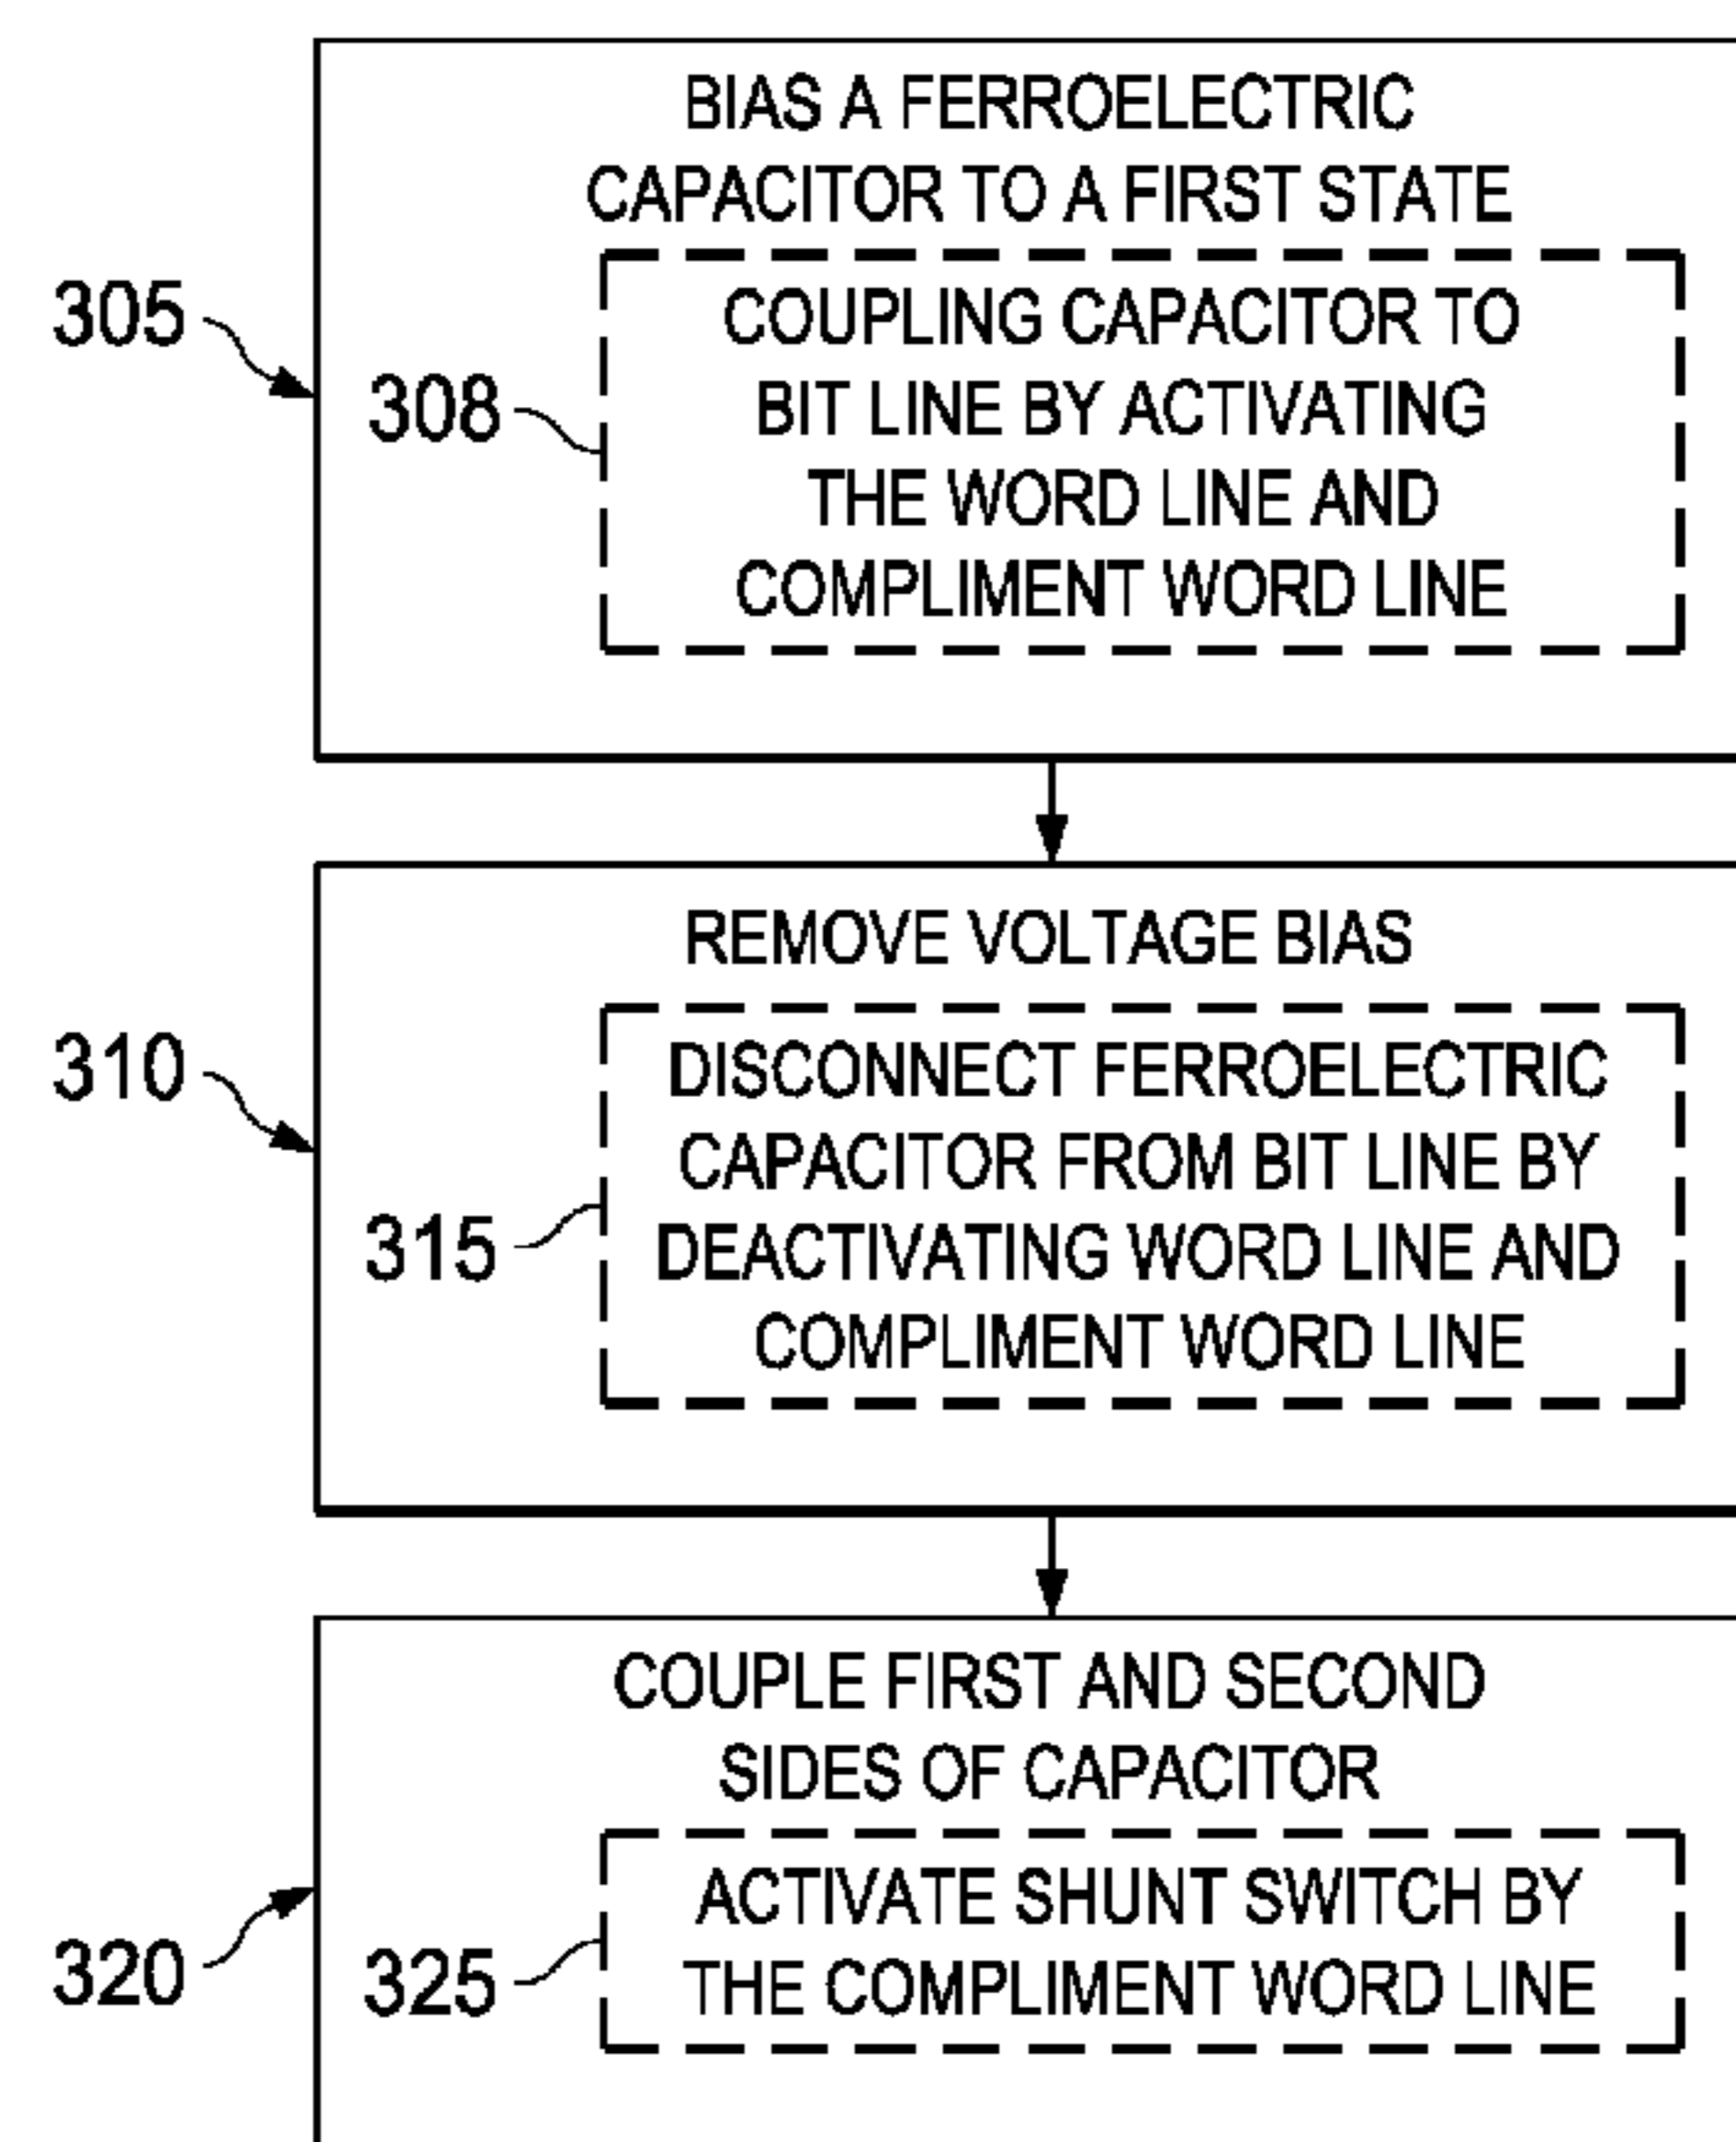 BIAS A FERROELECTRIC
CAPACITOR TO A FIRST STATE
305
308
COUPLING CAPACITOR TO
BIT LINE BY ACTIVATING
THE WORD LINE AND
COMPLIMENT WORD LINE
REMOVE VOLTAGE BIAS
310
315
DISCONNECT FERROELECTRIC
CAPACITOR FROM BIT LINE BY
DEACTIVATING WORD LINE AND
COMPLIMENT WORD LINE
COUPLE FIRST AND SECOND
SIDES OF CAPACITOR
320
325
ACTIVATE SHUNT SWITCH BY
THE COMPLIMENT WORD LINE